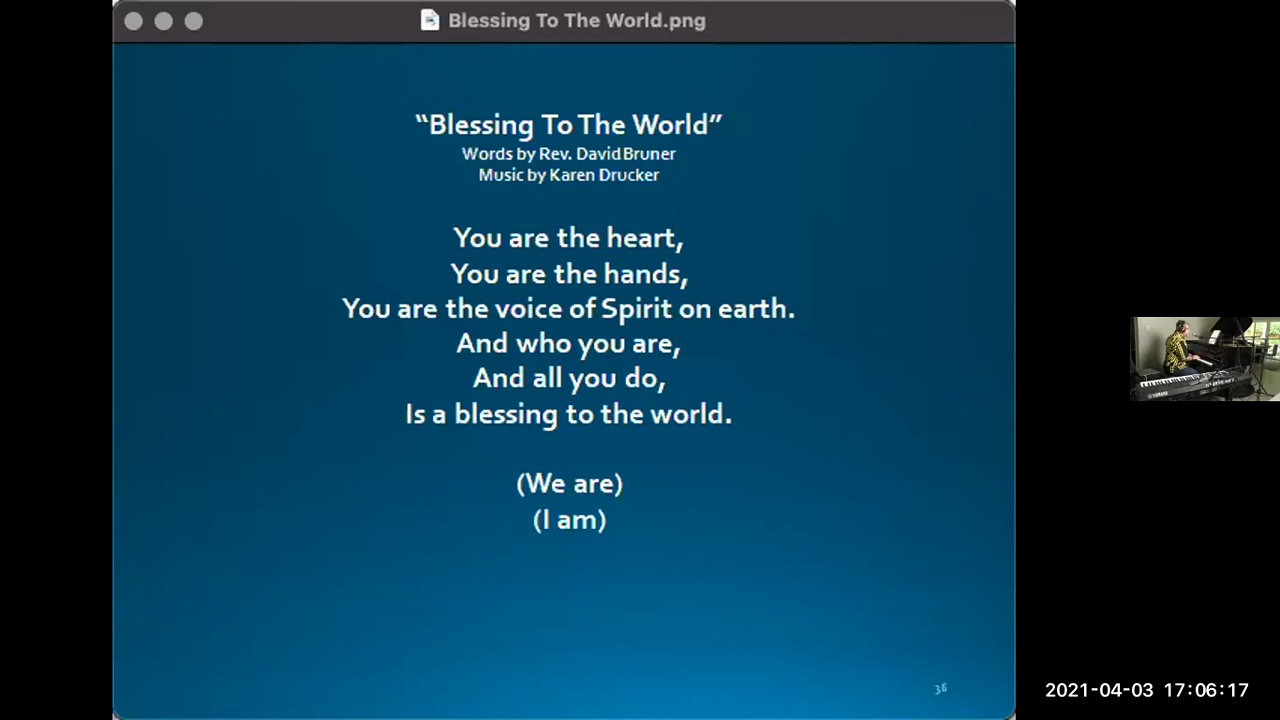 Blessing To The World.png
“Blessing To The World”
Words by Rev. David Bruner
Music by Karen Drucker
You are the heart,
You are the hands,
You are the voice of Spirit on earth.
And who you are,
And all you do,
Is a blessing to the world.
(We are)
(I am)
YAMAHA
2021-04-03 17:06:17